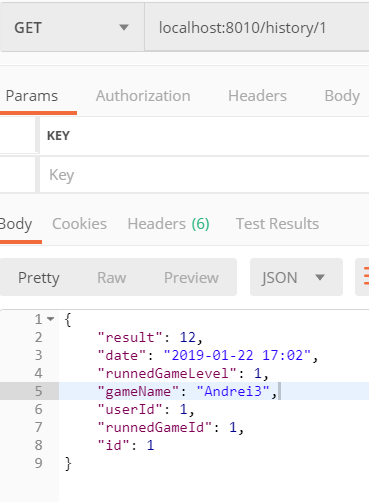 GET localhost:8010/history/1
Params Authorization Headers Body
KEY
Key
Body Cookies Headers (6) Test Results
Pretty Raw Preview JSON
1 {
2 "result": 12,
3 "date": "2019-01-22 17:02",
4 "runnedGameLevel": 1,
5 "gameName": "Andrei3",
6 "userId": 1,
7 "runnedGameId": 1,
8 "id": 1
9 }